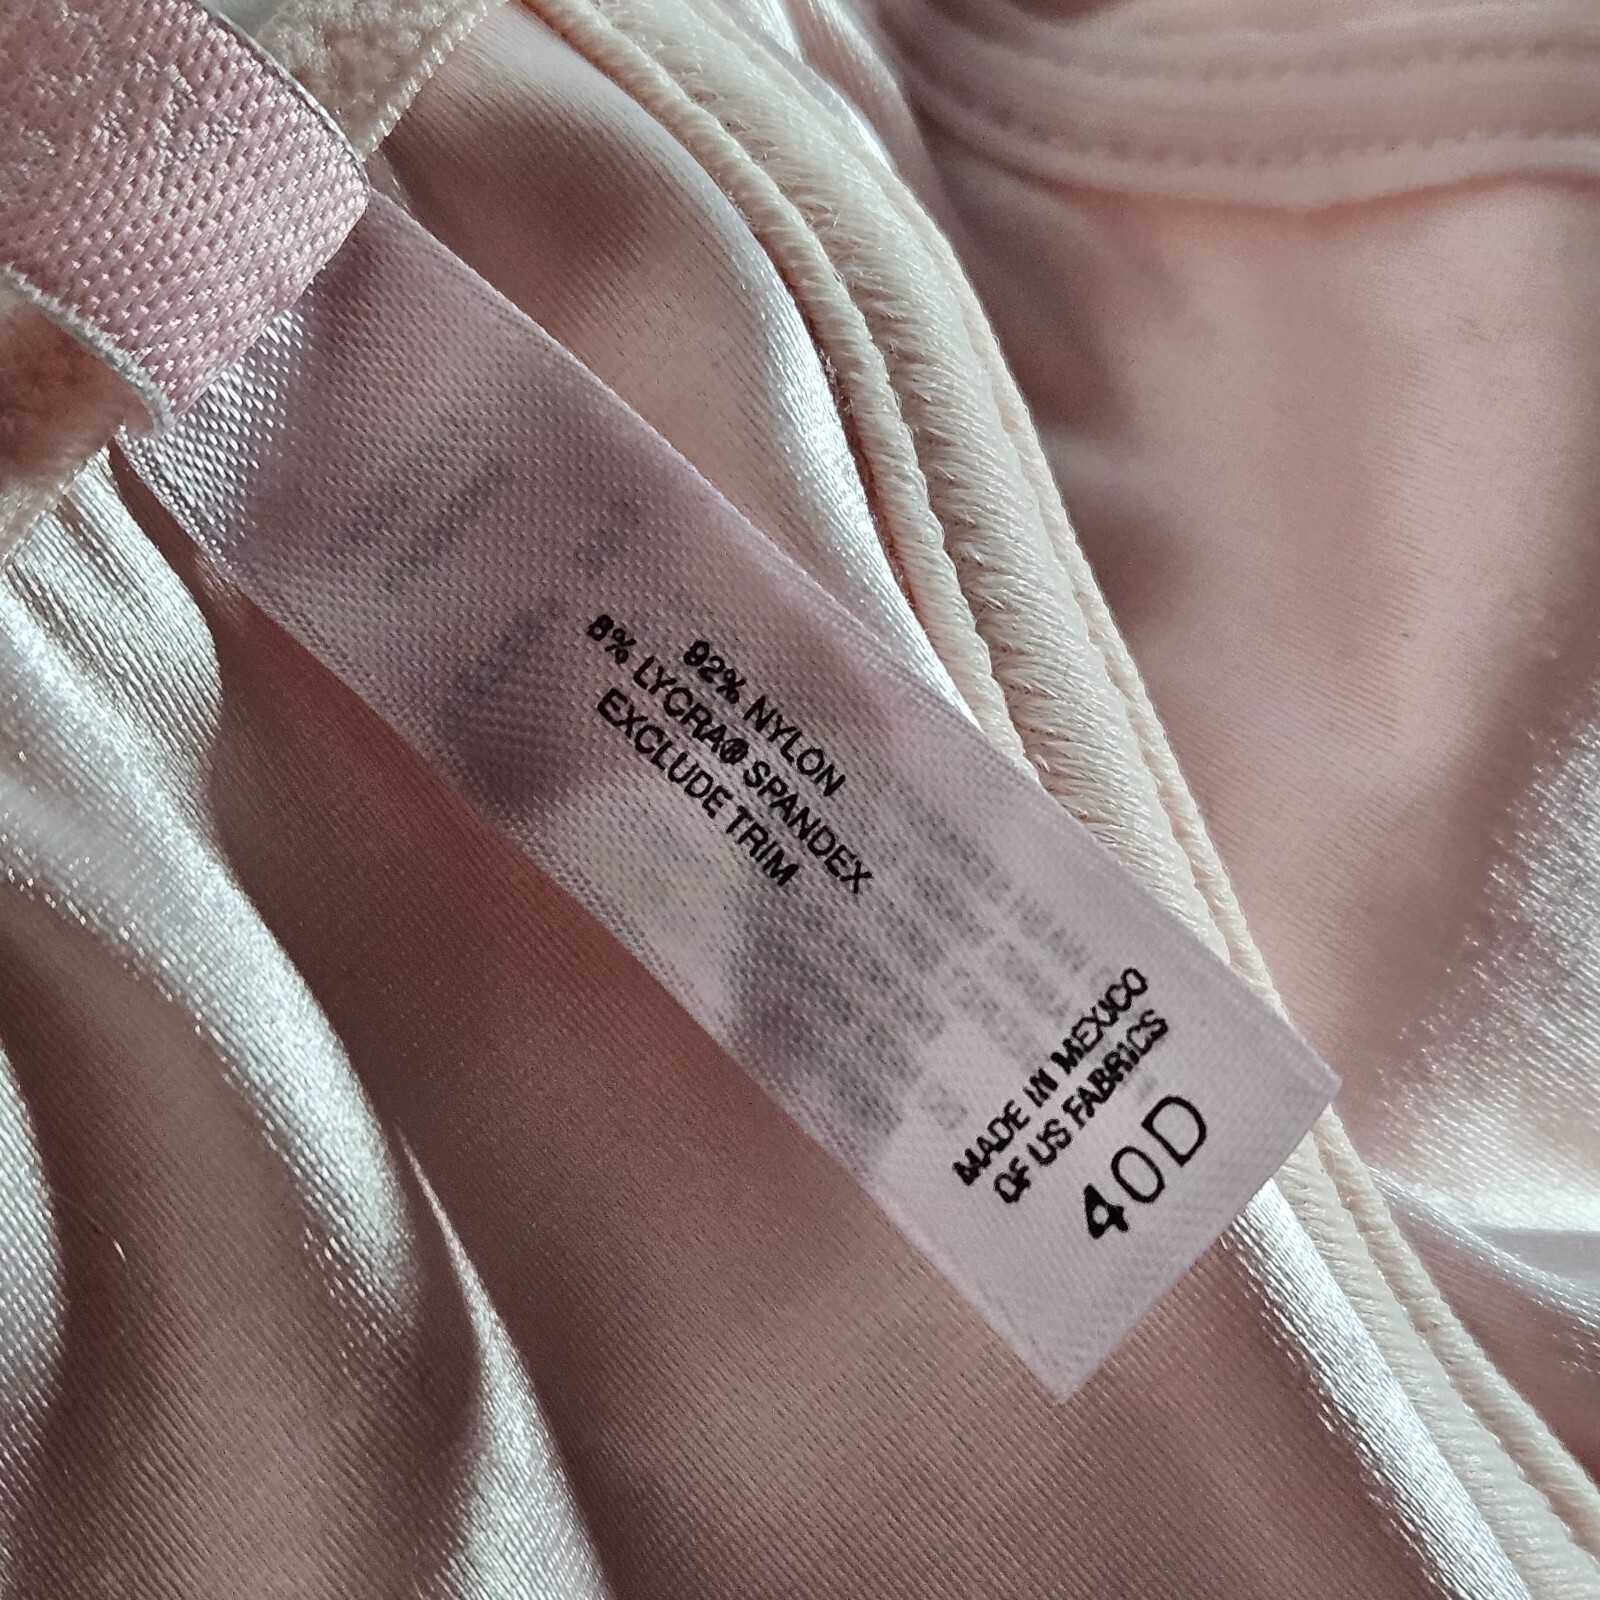 92% NYLON
8% LYCRA® SPANDEX
EXCLUDE TRIM
MADE IN MEXICO
OF US FABRICS
40D